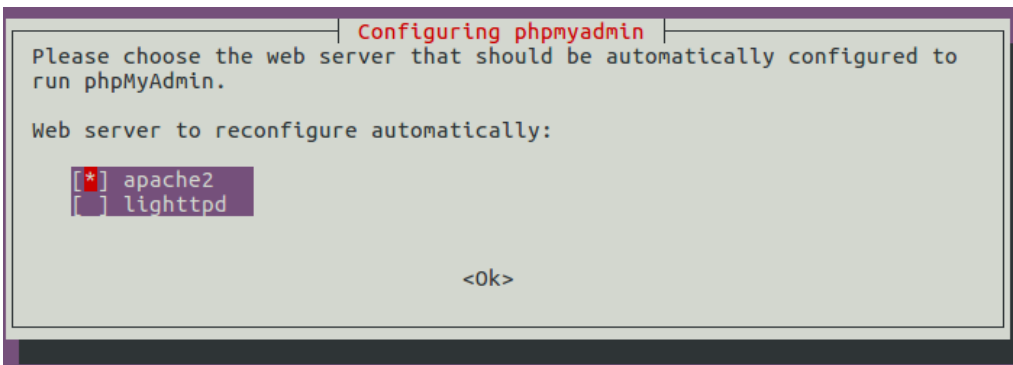 Configuring phpmyadmin
Please choose the web server that should be automatically configured to
run phpMyAdmin.
Web server to reconfigure automatically:
[*] apache2
[ ] lighttpd
<Ok>